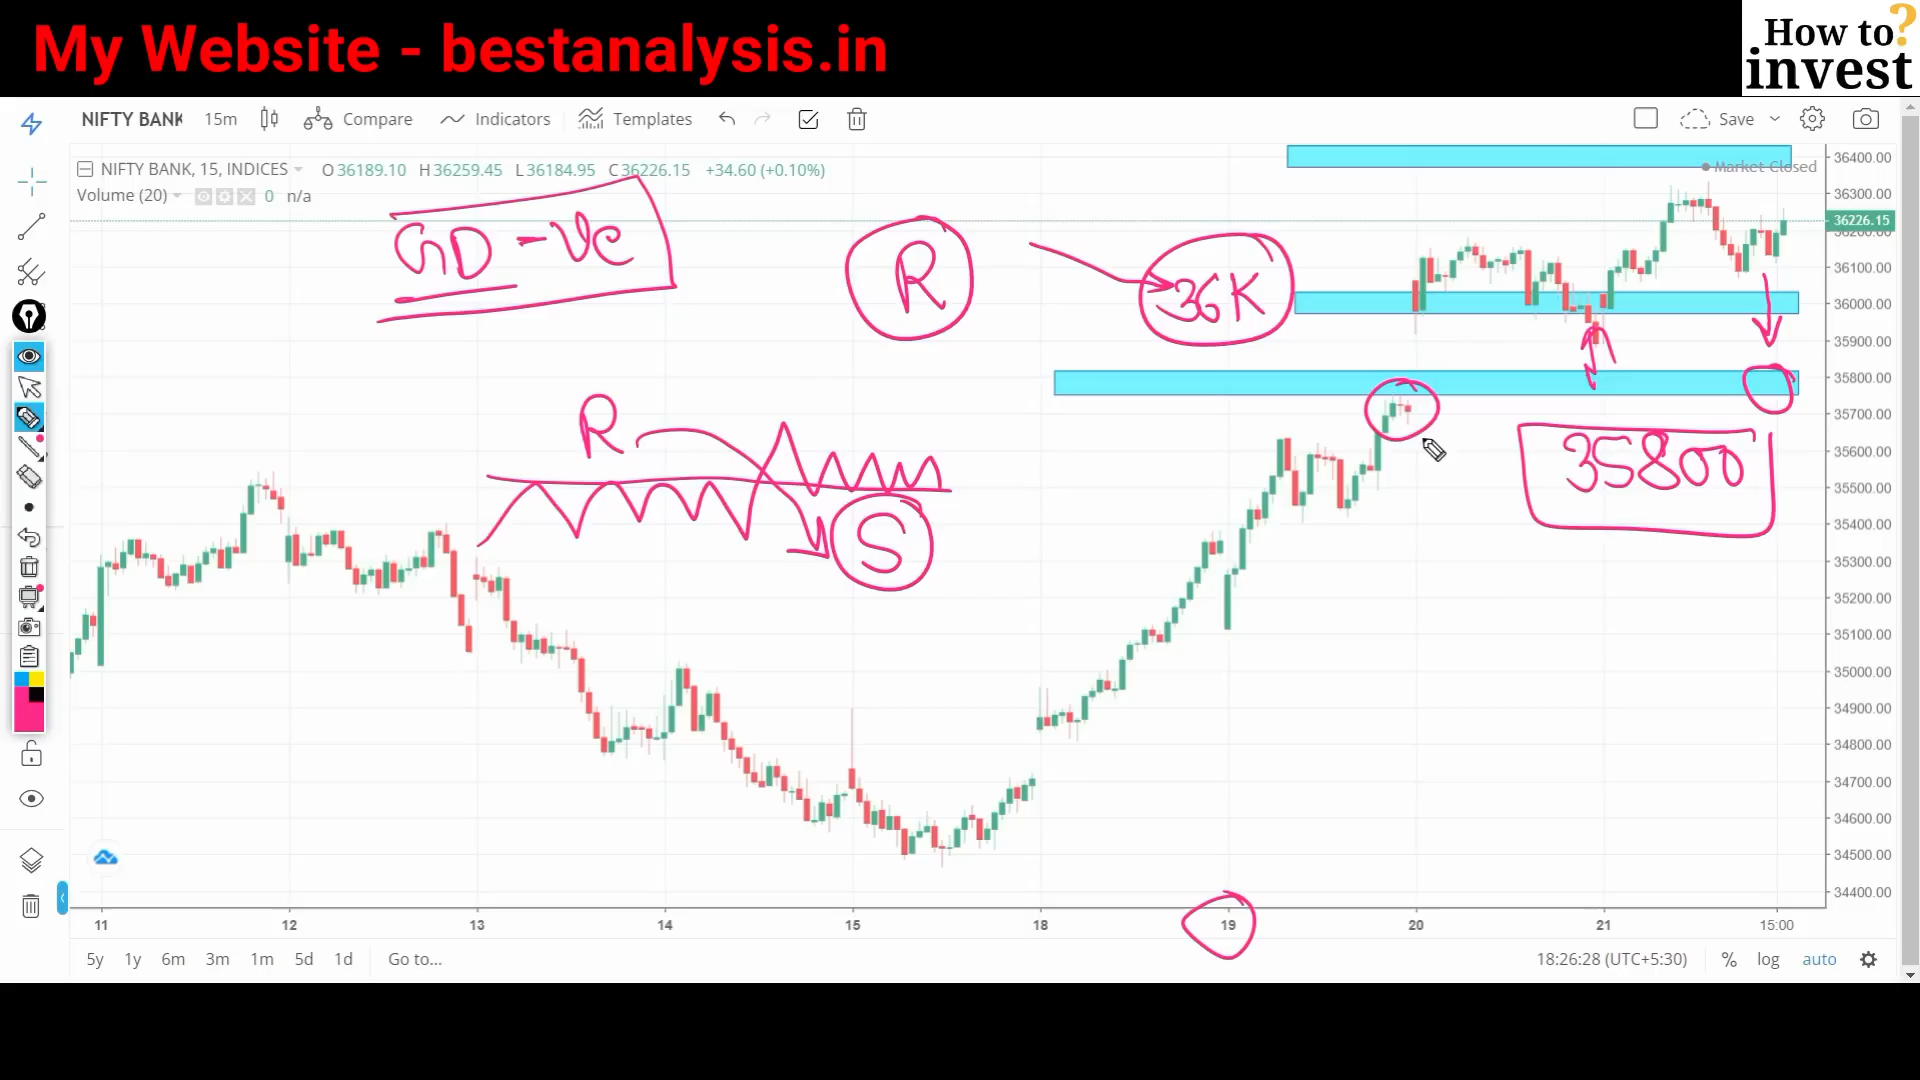 My Website - bestanalysis.in
How to?
invest
NIFTY BANK 15m Compare Indicators Templates Save
NIFTY BANK, 15, INDICES O36189.10 H36259.45 L36184.95 C36226.15 +34.60 (+0.10%)
Market Closed
Volume (20) 0 n/a
GD -Ve
R
36K
R
S
35800
36400.00
36300.00
36226.15
36200.00
36100.00
36000.00
35900.00
35800.00
35700.00
35600.00
35500.00
35400.00
35300.00
35200.00
35100.00
35000.00
34900.00
34800.00
34700.00
34600.00
34500.00
34400.00
11 12 13 14 15 18 19 20 21 15:00
5y 1y 6m 3m 1m 5d 1d Go to... 18:26:28 (UTC+5:30) % log auto